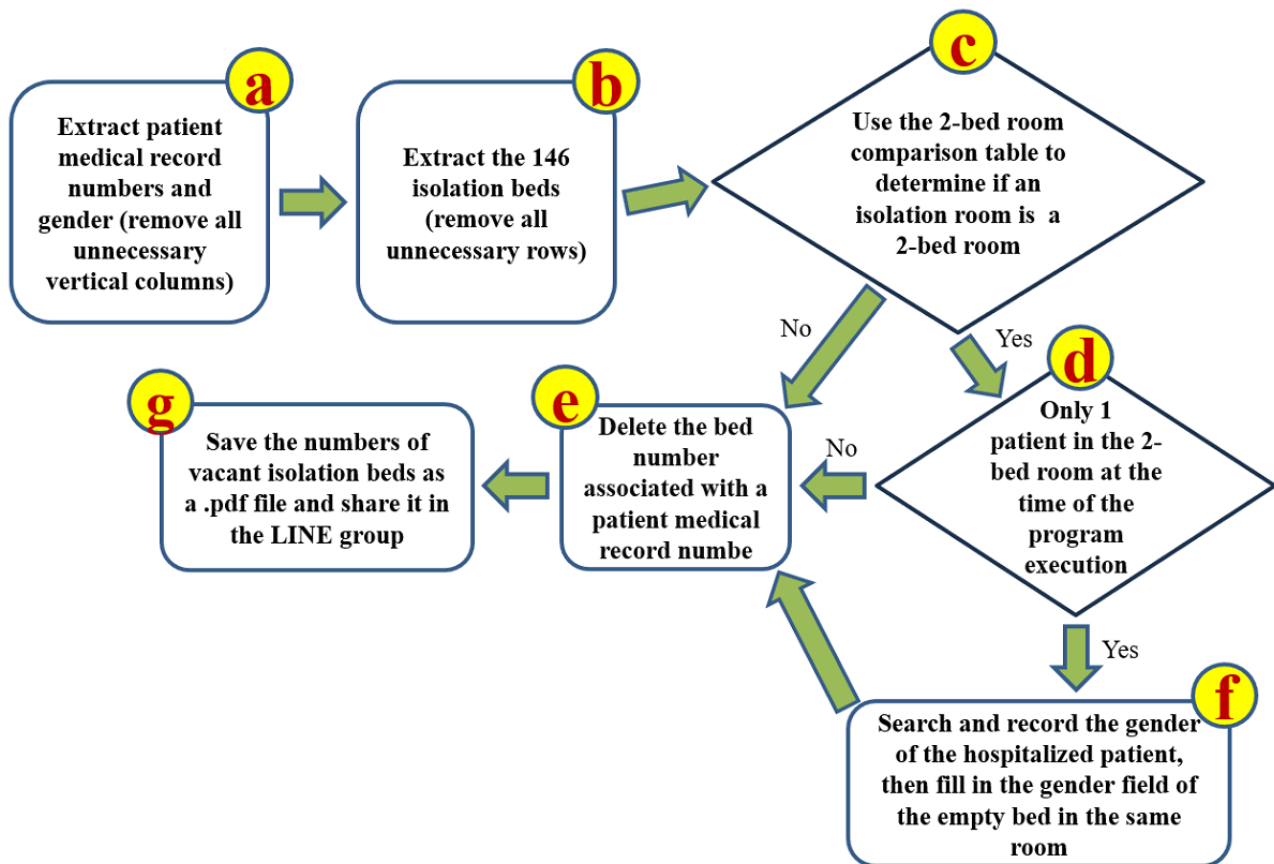 a
Extract patient
medical record
numbers and
gender (remove all
unnecessary
vertical columns)
b
Extract the 146
isolation beds
(remove all
unnecessary rows)
c
Use the 2-bed room
comparison table to
determine if an
isolation room is a
2-bed room
No
Yes
d
Only 1
patient in the 2-
bed room at the
time of the
program
execution
No
Yes
e
Delete the bed
number
associated with a
patient medical
record numbe
g
Save the numbers of
vacant isolation beds as
a .pdf file and share it in
the LINE group
f
Search and record the gender
of the hospitalized patient,
then fill in the gender field
of the empty bed in the same
room